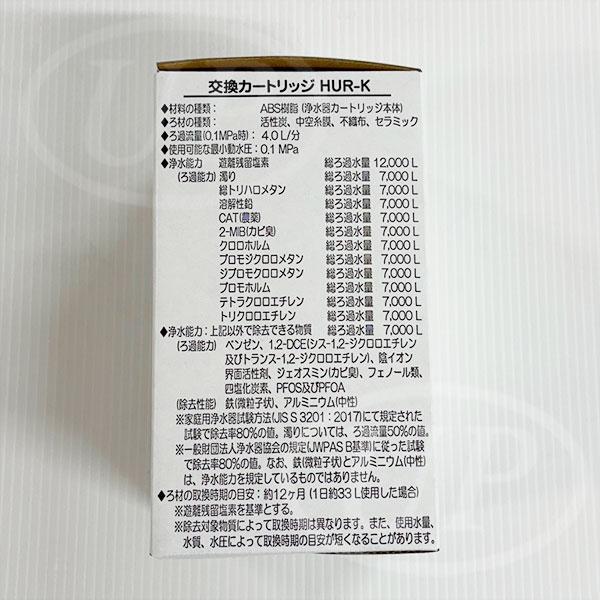 交換カートリッジ HUR-K
◆材料の種類： ABS樹脂 (浄水器カートリッジ本体)
◆ろ材の種類： 活性炭、中空糸膜、不織布、セラミック
◆ろ過流量(0.1MPa時)： 4.0L/分
◆使用可能な最小動水圧：0.1 MPa
◆浄水能力 遊離残留塩素 総ろ過水量 12,000 L
(ろ過能力) 濁り 総ろ過水量 7,000 L
総トリハロメタン 総ろ過水量 7,000 L
溶解性鉛 総ろ過水量 7,000 L
CAT(農薬) 総ろ過水量 7,000 L
2-MIB(カビ臭) 総ろ過水量 7,000 L
クロロホルム 総ろ過水量 7,000 L
ブロモジクロロメタン 総ろ過水量 7,000 L
ジブロモクロロメタン 総ろ過水量 7,000 L
ブロモホルム 総ろ過水量 7,000 L
テトラクロロエチレン 総ろ過水量 7,000 L
トリクロロエチレン 総ろ過水量 7,000 L
◆浄水能力：上記以外で除去できる物質 総ろ過水量 7,000 L
(ろ過能力) ベンゼン、1,2-DCE(シス-1,2-ジクロロエチレン
及びトランス-1,2-ジクロロエチレン)、陰イオン
界面活性剤、ジェオスミン(カビ臭)、フェノール類、
四塩化炭素、PFOS及びPFOA
(除去性能) 鉄(微粒子状)、アルミニウム(中性)
※家庭用浄水器試験方法(JIS S 3201：2017)にて規定された
試験で除去率80%の値。濁りについては、ろ過流量50%の値。
※一般財団法人浄水器協会の規定(JWPAS B基準)に従った試験
で除去率80%の値。なお、鉄(微粒子状)とアルミニウム(中性)
は、浄水能力を規定しているものではありません。
◆ろ材の取換時期の目安：約12ヶ月 (1日約33L使用した場合)
※遊離残留塩素を基準とする。
※除去対象物質によって取換時期は異なります。また、使用水量、
水質、水圧によって取換時期の目安が短くなることがあります。